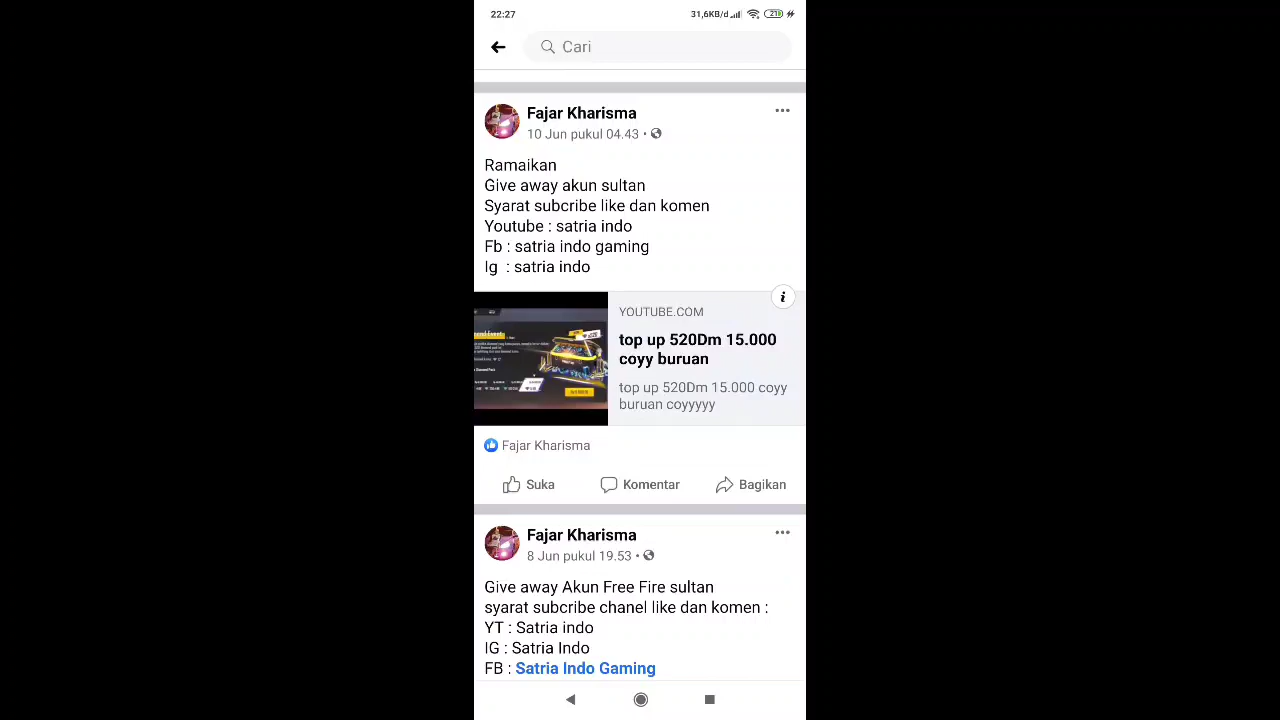 22:27
31,6KB/d
21
Cari
Fajar Kharisma
10 Jun pukul 04.43
Ramaikan
Give away akun sultan
Syarat subcribe like dan komen
Youtube : satria indo
Fb : satria indo gaming
Ig : satria indo
YOUTUBE.COM
top up 520Dm 15.000
coyy buruan
top up 520Dm 15.000 coyy
buruan coyyyyy
Fajar Kharisma
Suka
Komentar
Bagikan
Fajar Kharisma
8 Jun pukul 19.53
Give away Akun Free Fire sultan
syarat subcribe chanel like dan komen :
YT : Satria indo
IG : Satria Indo
FB : Satria Indo Gaming